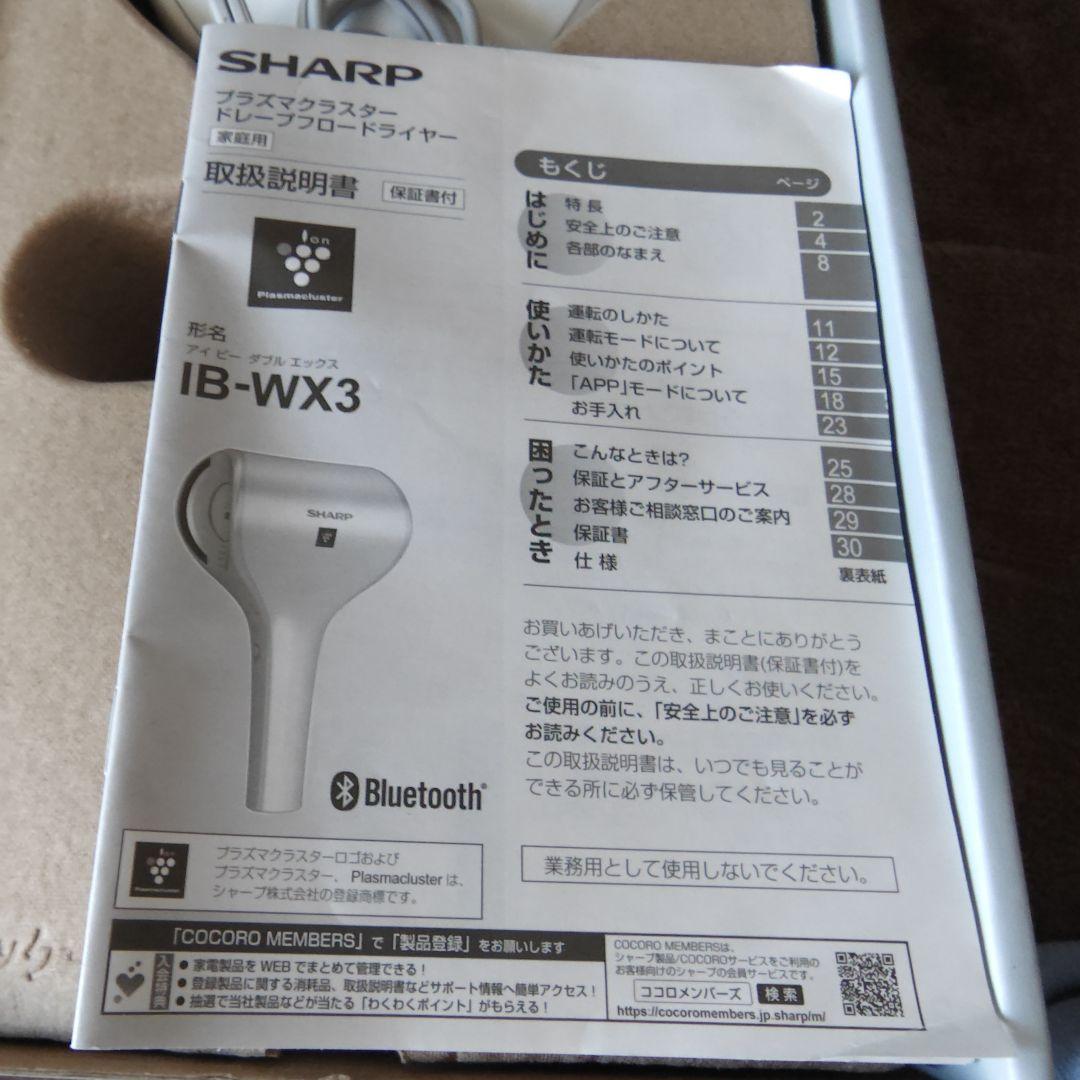 SHARP
プラズマクラスター
ドレープフロードライヤー
家庭用
取扱説明書
保証書付
Ion
Plasmacluster
形名
アイ ビー ダブル エックス
IB-WX3
SHARP
Bluetooth®
プラズマクラスターロゴおよび
プラズマクラスター、Plasmaclusterは、
シャープ株式会社の登録商標です。
Plasmacluster
もくじ
ページ
はじめに
特長 2
安全上のご注意 4
各部のなまえ 8
使いかた
運転のしかた 11
運転モードについて 12
使いかたのポイント 15
「APP」モードについて 18
お手入れ 23
困ったとき
こんなときは? 25
保証とアフターサービス 28
お客様ご相談窓口のご案内 29
保証書 30
仕様 裏表紙
お買いあげいただき、まことにありがとう
ございます。この取扱説明書(保証書付)を
よくお読みのうえ、正しくお使いください。
ご使用の前に、「安全上のご注意」を必ず
お読みください。
この取扱説明書は、いつでも見ることが
できる所に必ず保管してください。
業務用として使用しないでください。
「COCORO MEMBERS」で「製品登録」をお願いします
入会特典
● 家電製品を WEB でまとめて管理できる!
● 登録製品に関する消耗品、取扱説明書などサポート情報へ簡単アクセス!
● 抽選で当社製品などが当たる「わくわくポイント」がもらえる!
COCORO MEMBERSは、
シャープ製品/COCOROサービスをご利用の
お客様向けのシャープの会員サービスです。
ココロメンバーズ 検索
https://cocoromembers.jp.sharp/m/